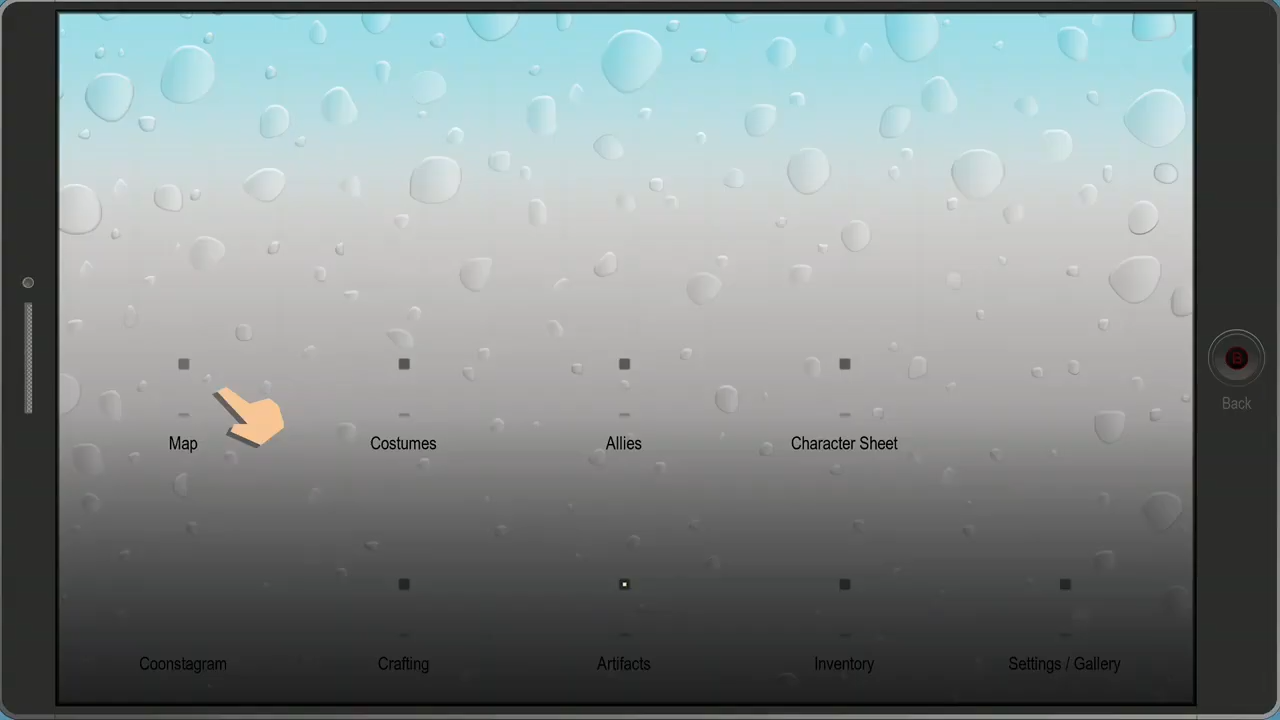 B
Back
Map
Costumes
Allies
Character Sheet
Coonstagram
Crafting
Artifacts
Inventory
Settings / Gallery